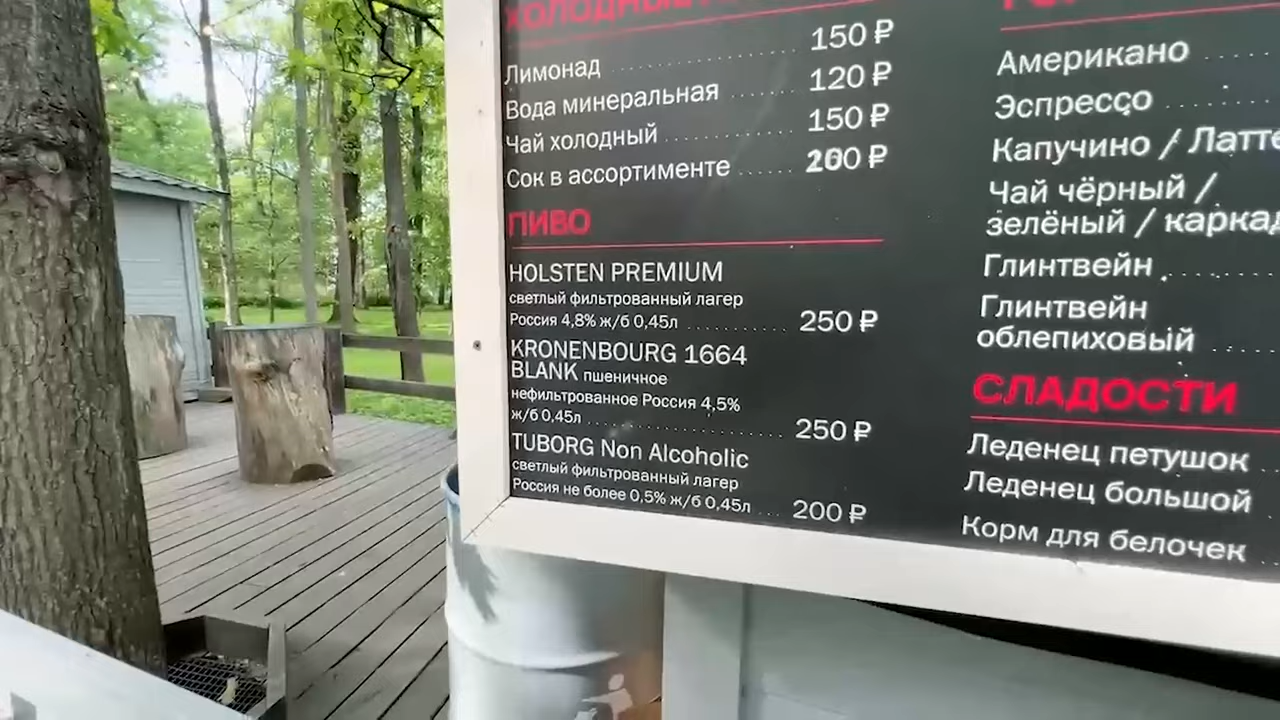 ХОЛОДНЫЕ
Лимонад 150 ₽
Вода минеральная 120 ₽
Чай холодный 150 ₽
Сок в ассортименте 200 ₽
ПИВО
HOLSTEN PREMIUM
светлый фильтрованный лагер
Россия 4,8% ж/б 0,45л 250 ₽
KRONENBOURG 1664
BLANK пшеничное
нефильтрованное Россия 4,5%
ж/б 0,45л 250 ₽
TUBORG Non Alcoholic
светлый фильтрованный лагер
Россия не более 0,5% ж/б 0,45л 200 ₽
Американо
Эспрессо
Капучино / Латте
Чай чёрный /
зелёный / каркад
Глинтвейн
Глинтвейн
облепиховый
СЛАДОСТИ
Леденец петушок
Леденец большой
Корм для белочек